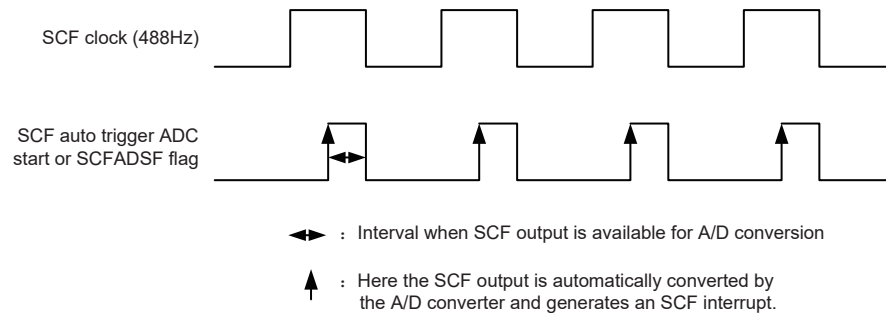 SCF clock (488Hz)
SCF auto trigger ADC
start or SCFADSF flag
: Interval when SCF output is available for A/D conversion
: Here the SCF output is automatically converted by
the A/D converter and generates an SCF interrupt.